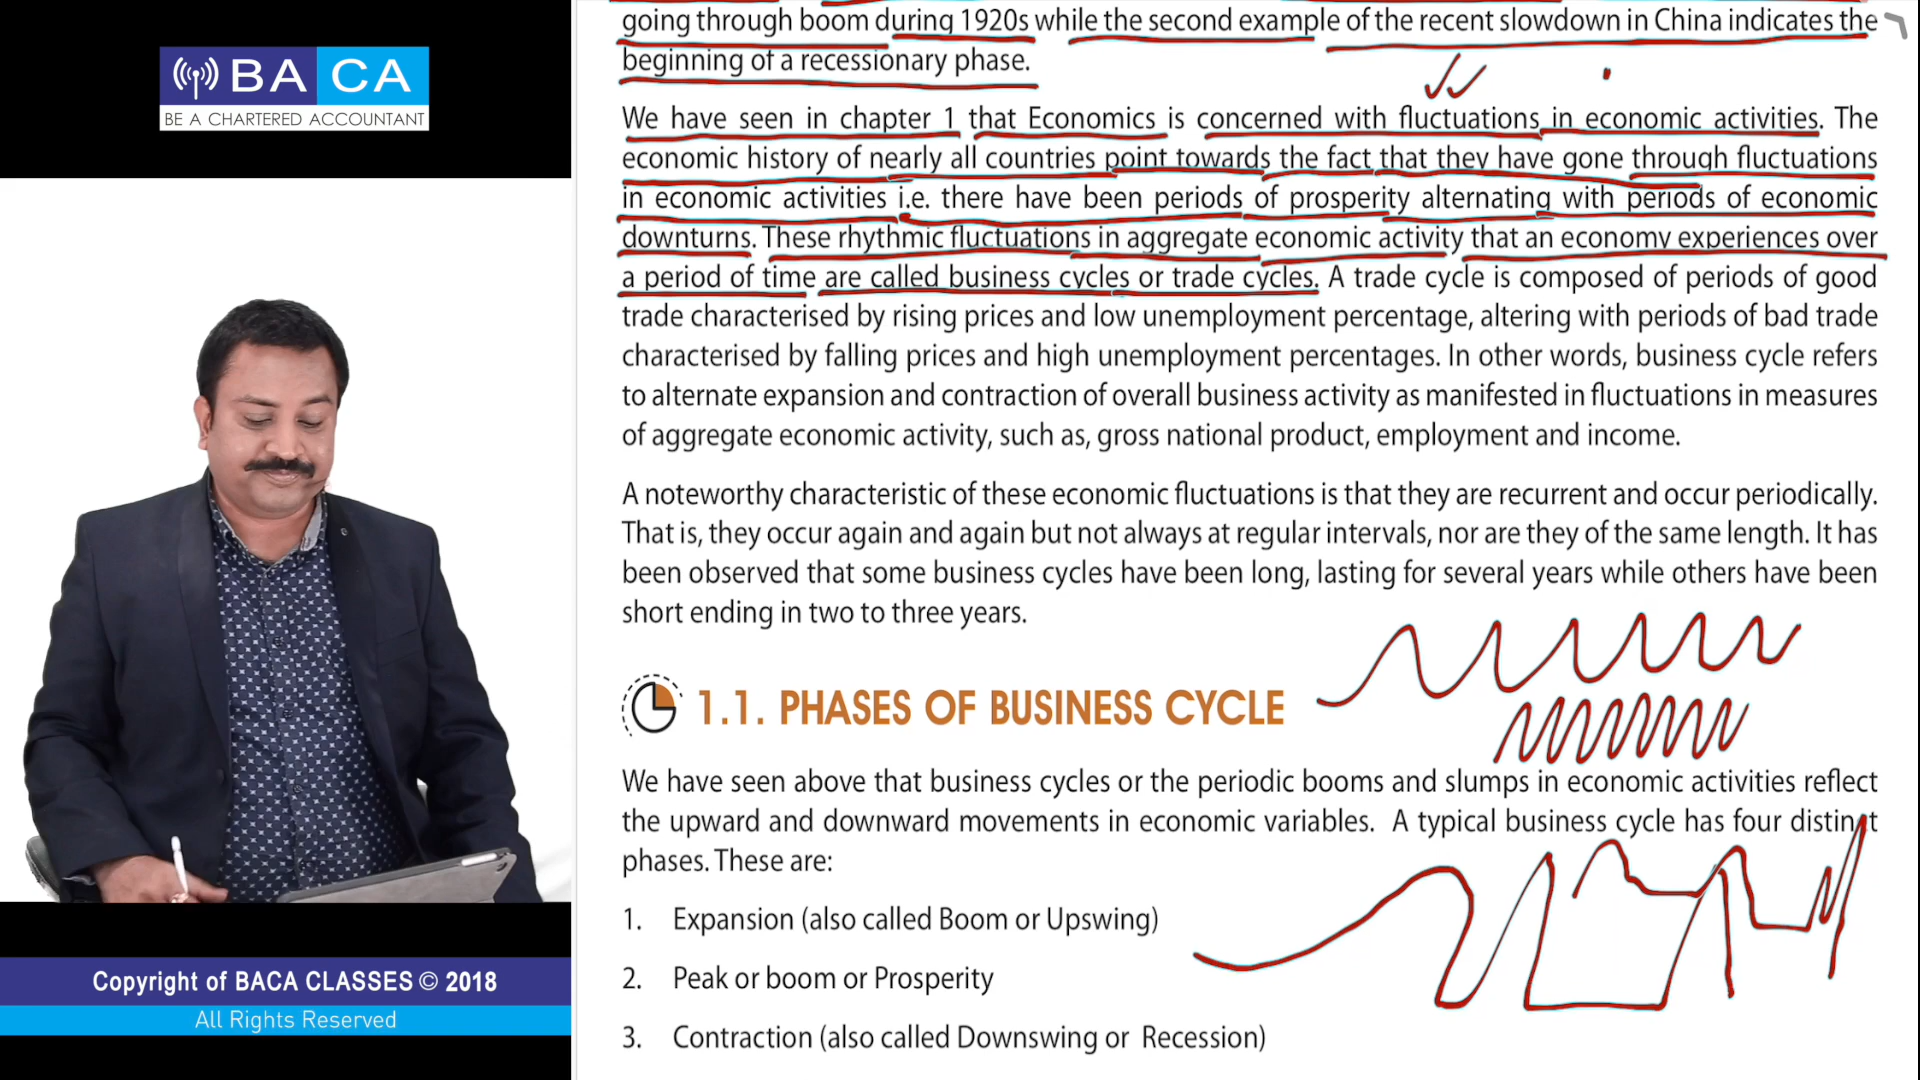 BA CA
BE A CHARTERED ACCOUNTANT
going through boom during 1920s while the second example of the recent slowdown in China indicates the
beginning of a recessionary phase.
We have seen in chapter 1 that Economics is concerned with fluctuations in economic activities. The
economic history of nearly all countries point towards the fact that they have gone through fluctuations
in economic activities i.e. there have been periods of prosperity alternating with periods of economic
downturns. These rhythmic fluctuations in aggregate economic activity that an economy experiences over
a period of time are called business cycles or trade cycles. A trade cycle is composed of periods of good
trade characterised by rising prices and low unemployment percentage, altering with periods of bad trade
characterised by falling prices and high unemployment percentages. In other words, business cycle refers
to alternate expansion and contraction of overall business activity as manifested in fluctuations in measures
of aggregate economic activity, such as, gross national product, employment and income.
A noteworthy characteristic of these economic fluctuations is that they are recurrent and occur periodically.
That is, they occur again and again but not always at regular intervals, nor are they of the same length. It has
been observed that some business cycles have been long, lasting for several years while others have been
short ending in two to three years.
1.1. PHASES OF BUSINESS CYCLE
We have seen above that business cycles or the periodic booms and slumps in economic activities reflect
the upward and downward movements in economic variables. A typical business cycle has four distinct
phases. These are:
1. Expansion (also called Boom or Upswing)
2. Peak or boom or Prosperity
3. Contraction (also called Downswing or Recession)
Copyright of BACA CLASSES © 2018
All Rights Reserved